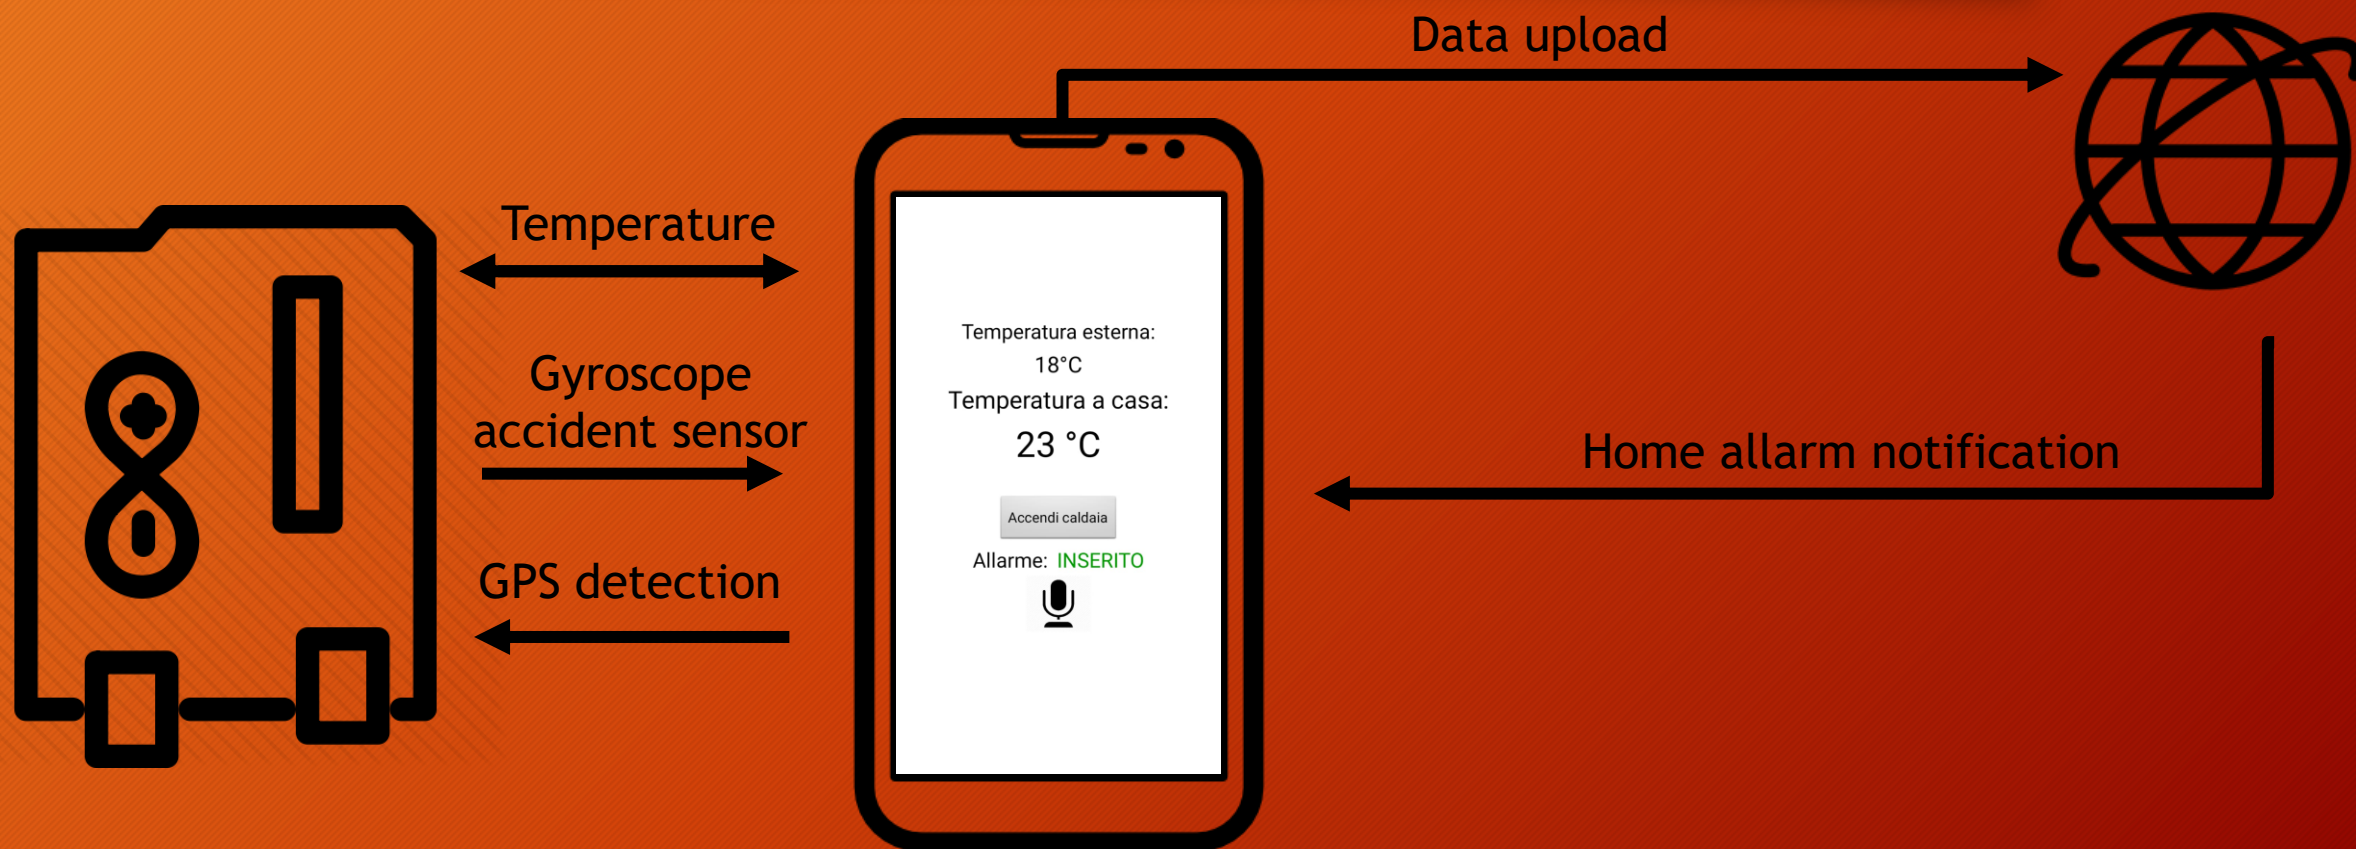 Data upload
Temperature
Gyroscope
accident sensor
GPS detection
Temperatura esterna:
18°C
Temperatura a casa:
23 °C
Accendi caldaia
Allarme: INSERITO
Home allarm notification